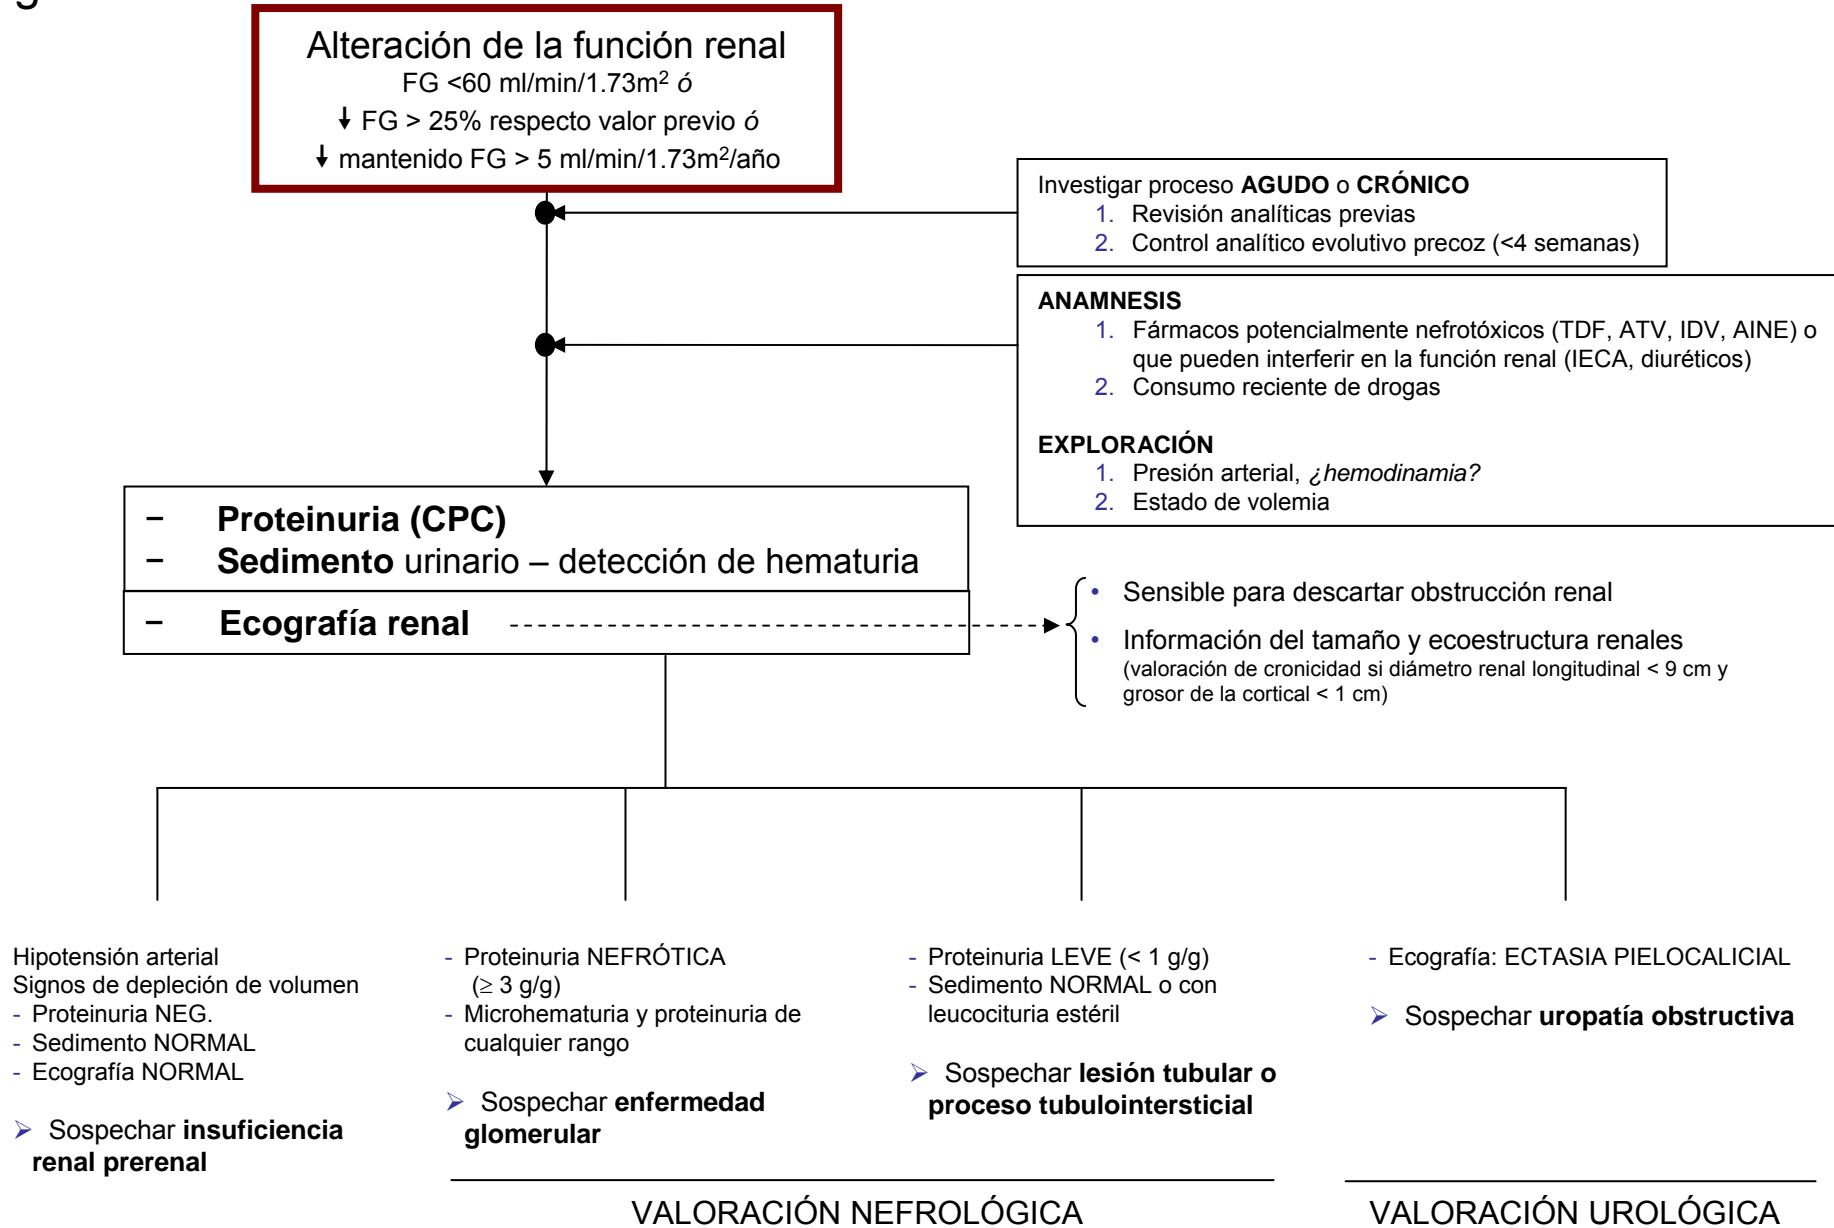 Alteración de la función renal
FG <60 ml/min/1.73m² ó
↓ FG > 25% respecto valor previo ó
↓ mantenido FG > 5 ml/min/1.73m²/año
Investigar proceso AGUDO o CRÓNICO
1. Revisión analíticas previas
2. Control analítico evolutivo precoz (<4 semanas)
ANAMNESIS
1. Fármacos potencialmente nefrotóxicos (TDF, ATV, IDV, AINE) o
que pueden interferir en la función renal (IECA, diuréticos)
2. Consumo reciente de drogas
EXPLORACIÓN
1. Presión arterial, ¿hemodinamia?
2. Estado de volemia
– Proteinuria (CPC)
– Sedimento urinario – detección de hematuria
– Ecografía renal
• Sensible para descartar obstrucción renal
• Información del tamaño y ecoestructura renales
(valoración de cronicidad si diámetro renal longitudinal < 9 cm y
grosor de la cortical < 1 cm)
Hipotensión arterial
Signos de depleción de volumen
- Proteinuria NEG.
- Sedimento NORMAL
- Ecografía NORMAL
➢ Sospechar insuficiencia
renal prerenal
- Proteinuria NEFRÓTICA
(≥ 3 g/g)
- Microhematuria y proteinuria de
cualquier rango
➢ Sospechar enfermedad
glomerular
- Proteinuria LEVE (< 1 g/g)
- Sedimento NORMAL o con
leucocituria estéril
➢ Sospechar lesión tubular o
proceso tubulointersticial
- Ecografía: ECTASIA PIELOCALICIAL
➢ Sospechar uropatía obstructiva
VALORACIÓN NEFROLÓGICA
VALORACIÓN UROLÓGICA